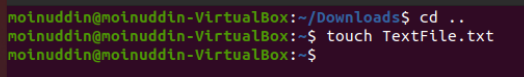 moinuddin@moinuddin-VirtualBox:~/Downloads$ cd ..
moinuddin@moinuddin-VirtualBox:~$ touch TextFile.txt
moinuddin@moinuddin-VirtualBox:~$